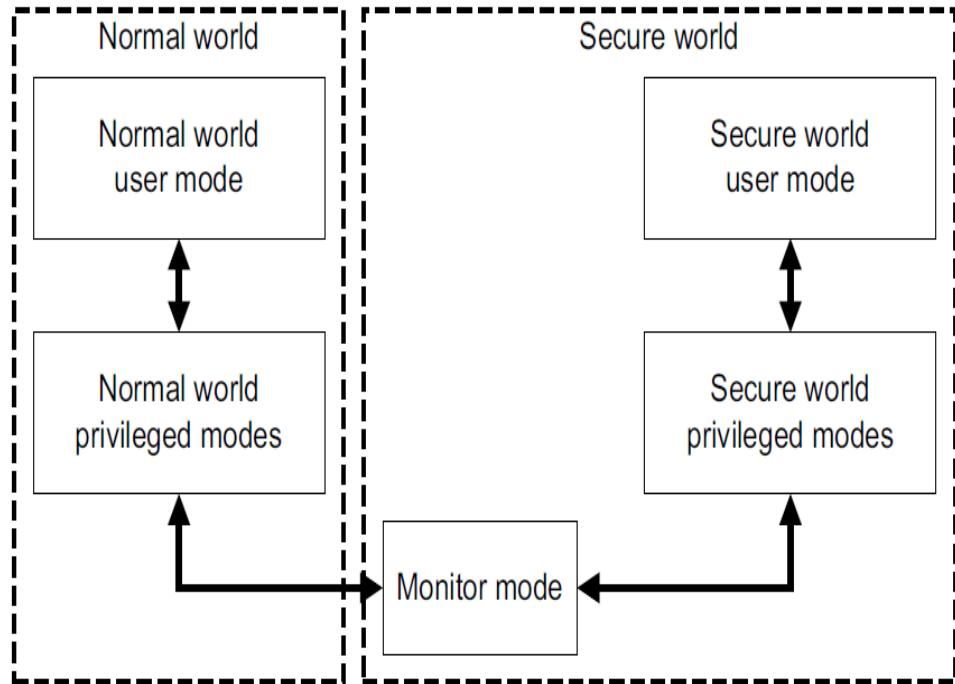 Normal world
Secure world
Normal world
user mode
Secure world
user mode
Normal world
privileged modes
Secure world
privileged modes
Monitor mode